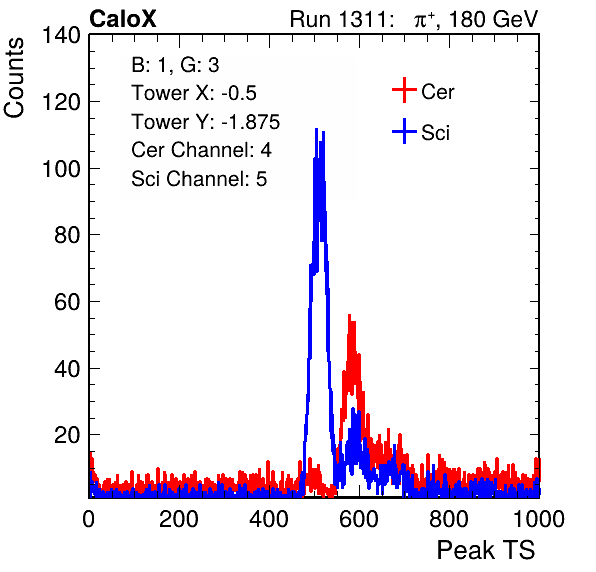 CaloX Run 1311: π⁺, 180 GeV
Counts
140
120
100
80
60
40
20
B: 1, G: 3
Tower X: -0.5
Tower Y: -1.875
Cer Channel: 4
Sci Channel: 5
Cer
Sci
0 200 400 600 800 1000
Peak TS